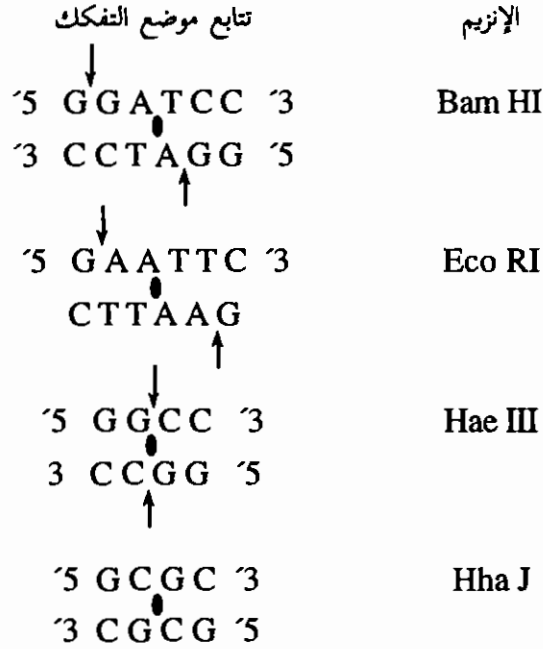 تتابع موضع التفكك الإنزيم
´5 GGATCC ´3 Bam HI
´3 CCTAGG ´5
´5 GAATTC ´3 Eco RI
CTTAAG
´5 GGCC ´3 Hae III
3 CCGG ´5
´5 GCGC ´3 Hha J
´3 CGCG ´5